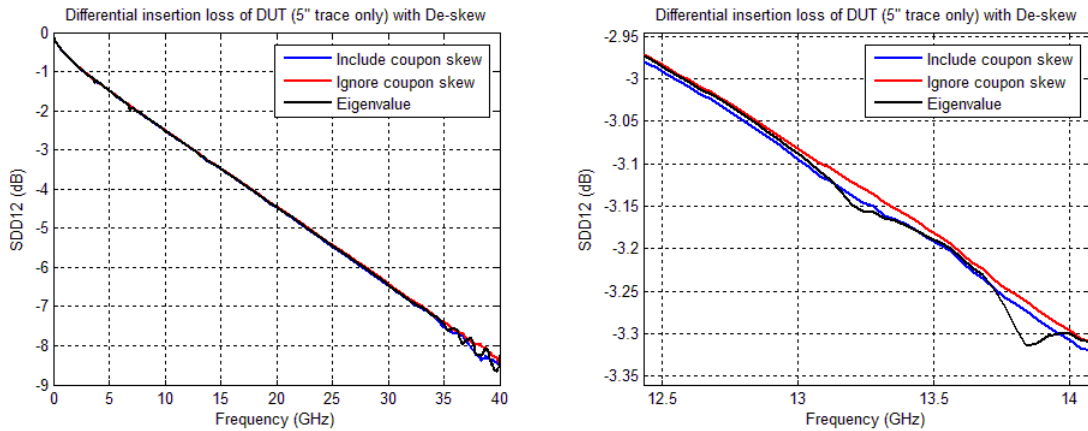 Differential insertion loss of DUT (5" trace only) with De-skew
0
-1
-2
-3
-4
-5
-6
-7
-8
-9
SDD12 (dB)
Include coupon skew
Ignore coupon skew
Eigenvalue
0 5 10 15 20 25 30 35 40
Frequency (GHz)
Differential insertion loss of DUT (5" trace only) with De-skew
-2.95
-3
-3.05
-3.1
-3.15
-3.2
-3.25
-3.3
-3.35
SDD12 (dB)
Include coupon skew
Ignore coupon skew
Eigenvalue
12.5 13 13.5 14
Frequency (GHz)